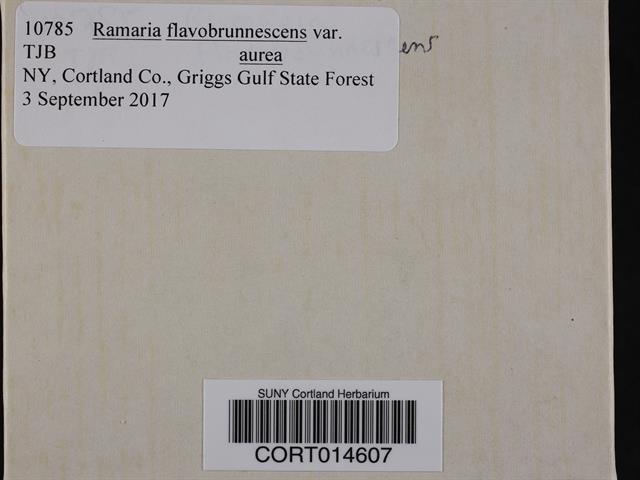 10785 Ramaria flavobrunnescens var.
TJB aurea
NY, Cortland Co., Griggs Gulf State Forest
3 September 2017
ens
SUNY Cortland Herbarium
CORT014607